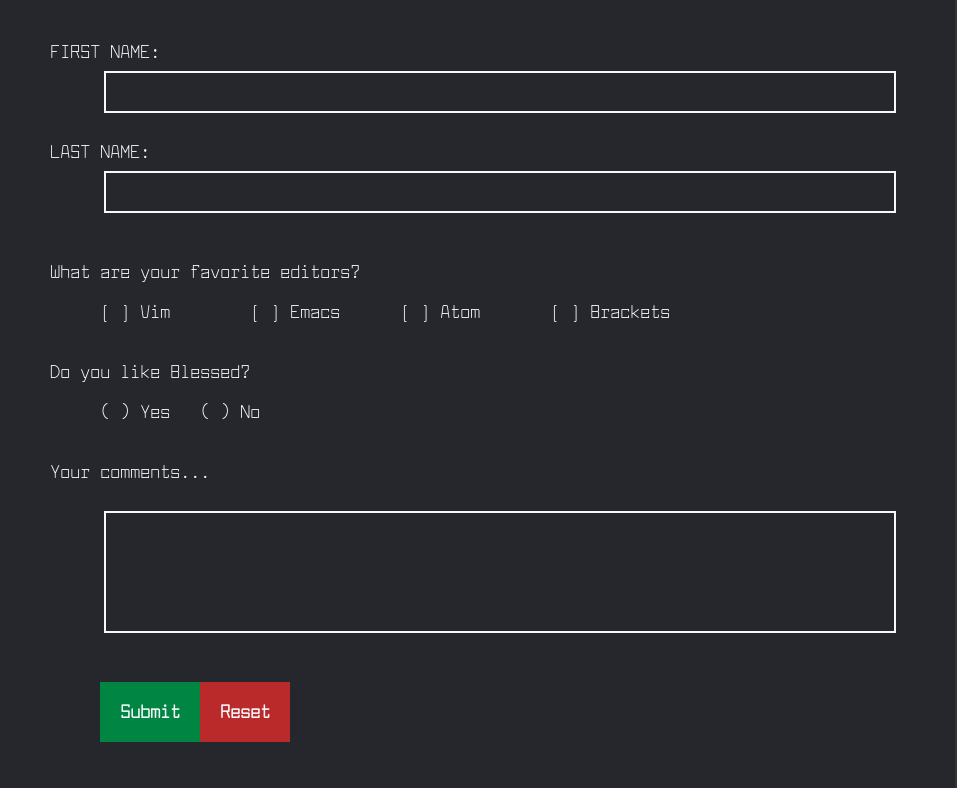 FIRST NAME:
LAST NAME:
What are your favorite editors?
[ ] Vim [ ] Emacs [ ] Atom [ ] Brackets
Do you like Blessed?
( ) Yes ( ) No
Your comments...
Submit Reset